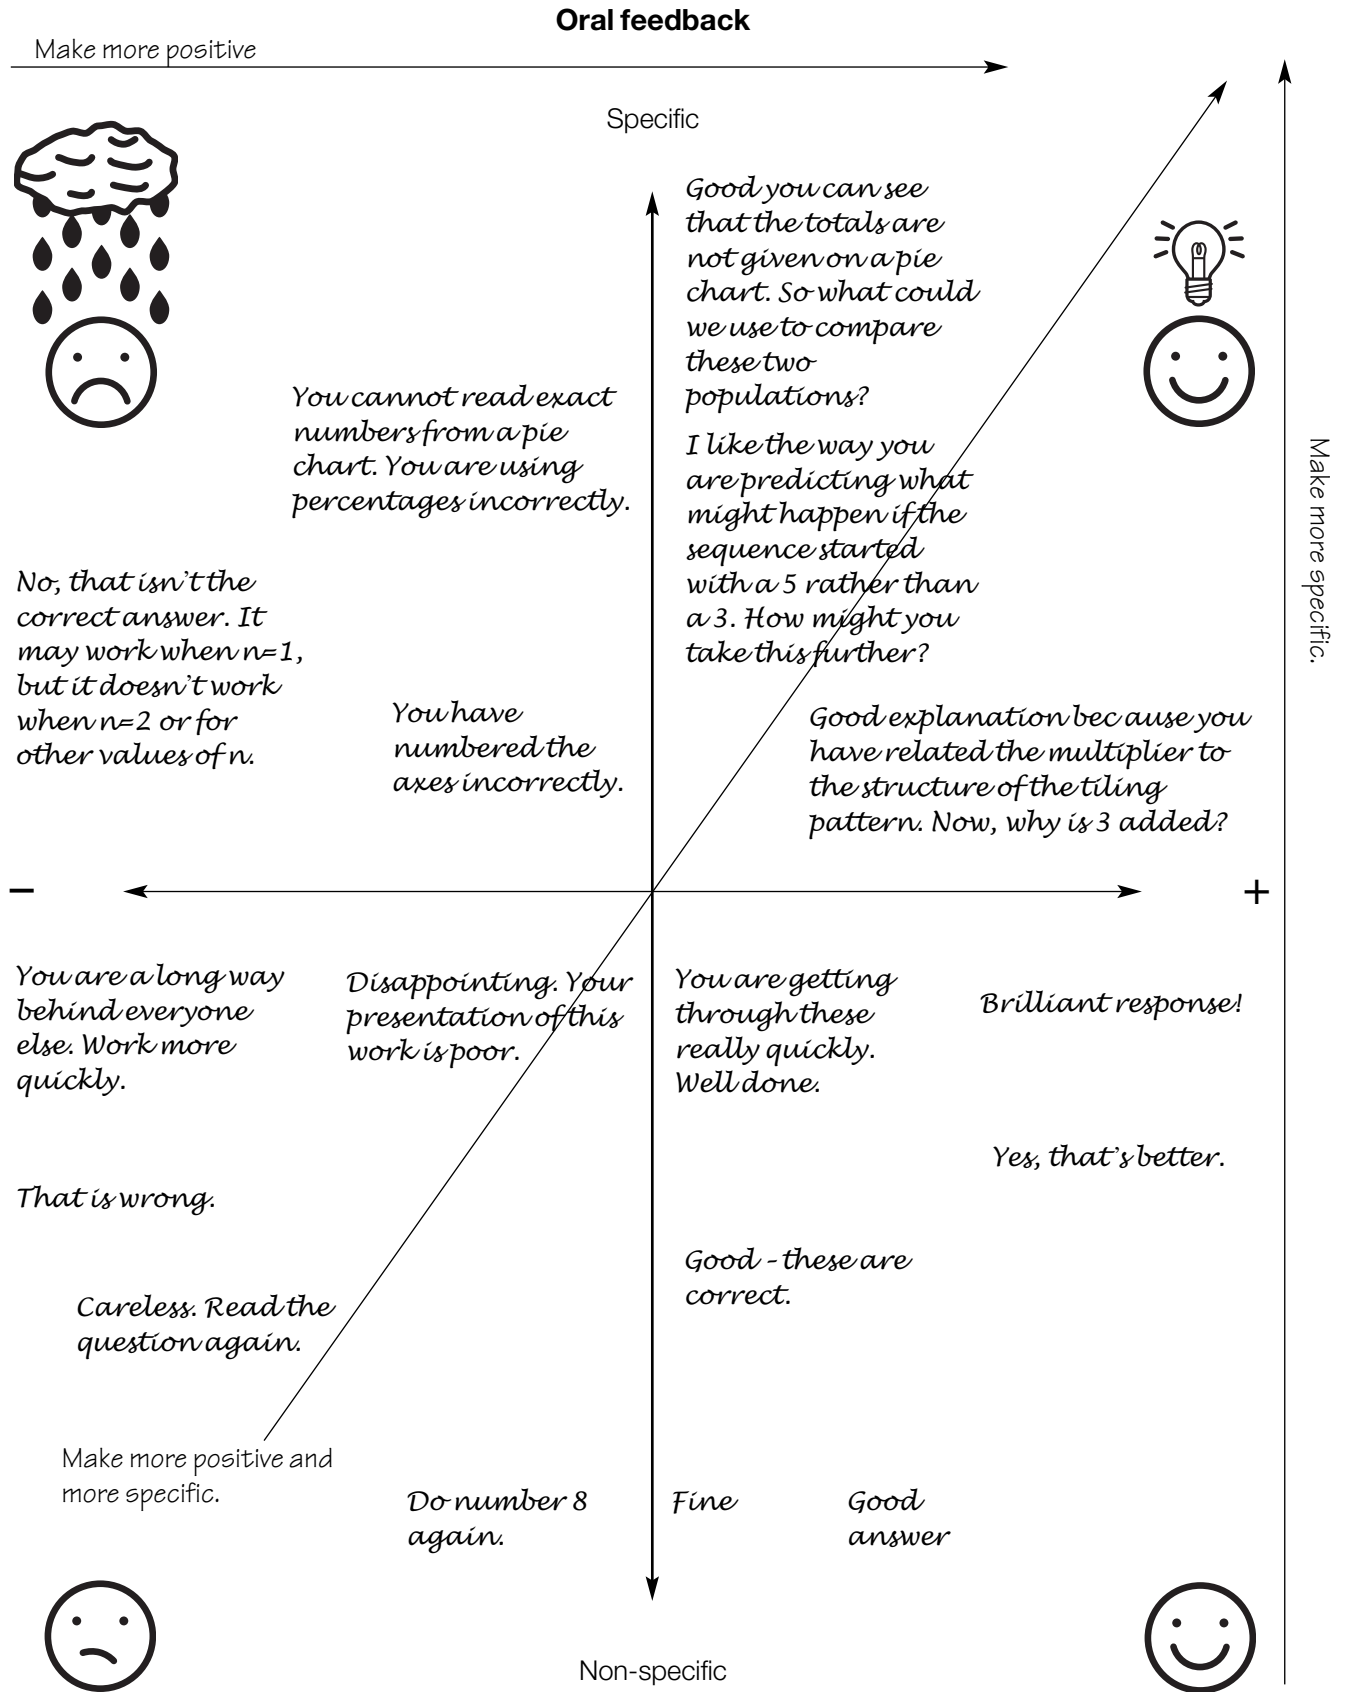 Oral feedback
Make more positive
Specific
Good you can see
that the totals are
not given on a pie
chart. So what could
we use to compare
these two
populations?
You cannot read exact
numbers from a pie
chart. You are using
percentages incorrectly.
I like the way you
are predicting what
might happen if the
sequence started
with a 5 rather than
a 3. How might you
take this further?
Make more specific.
No, that isn't the
correct answer. It
may work when n=1,
but it doesn't work
when n=2 or for
other values of n.
You have
numbered the
axes incorrectly.
Good explanation bec ause you
have related the multiplier to
the structure of the tiling
pattern. Now, why is 3 added?
–
+
You are a long way
behind everyone
else. Work more
quickly.
Disappointing. Your
presentation of this
work is poor.
You are getting
through these
really quickly.
Well done.
Brilliant response!
Yes, that's better.
That is wrong.
Good – these are
correct.
Careless. Read the
question again.
Make more positive and
more specific.
Do number 8
again.
Fine
Good
answer
Non-specific